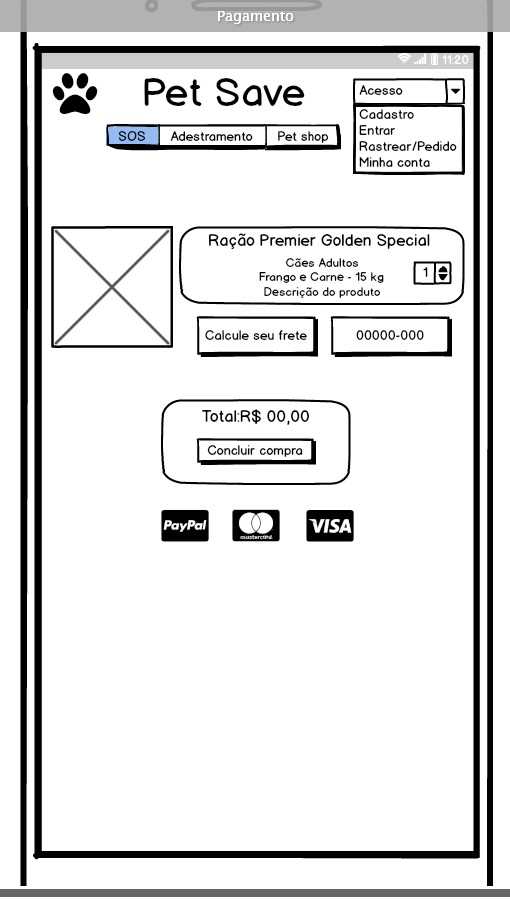 Pagamento
11:20
Pet Save
Acesso
Cadastro
Entrar
Rastrear/Pedido
Minha conta
SOS
Adestramento
Pet shop
Ração Premier Golden Special
Cães Adultos
Frango e Carne - 15 kg
Descrição do produto
1
Calcule seu frete
00000-000
Total:R$ 00,00
Concluir compra
PayPal
mastercard.
VISA